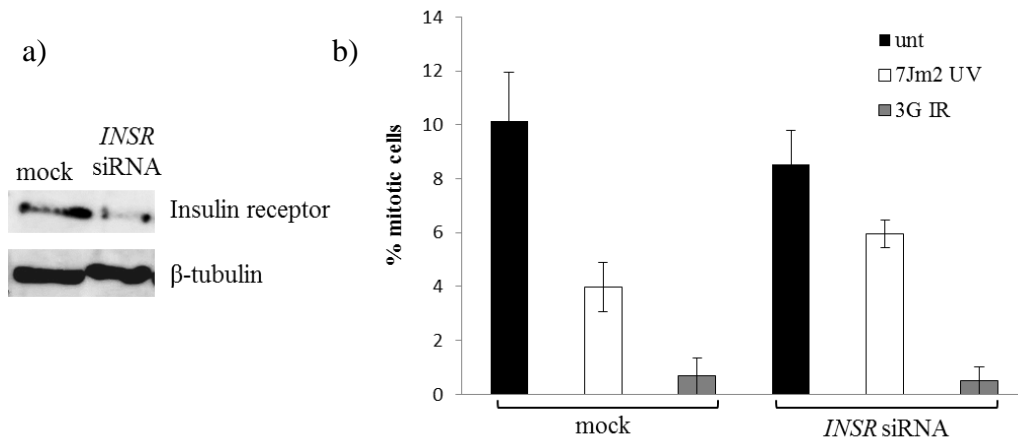 a)
INSR
siRNA
mock
Insulin receptor
β-tubulin
b)
% mitotic cells
14
12
10
8
6
4
2
0
unt
7Jm2 UV
3G IR
mock
INSR siRNA